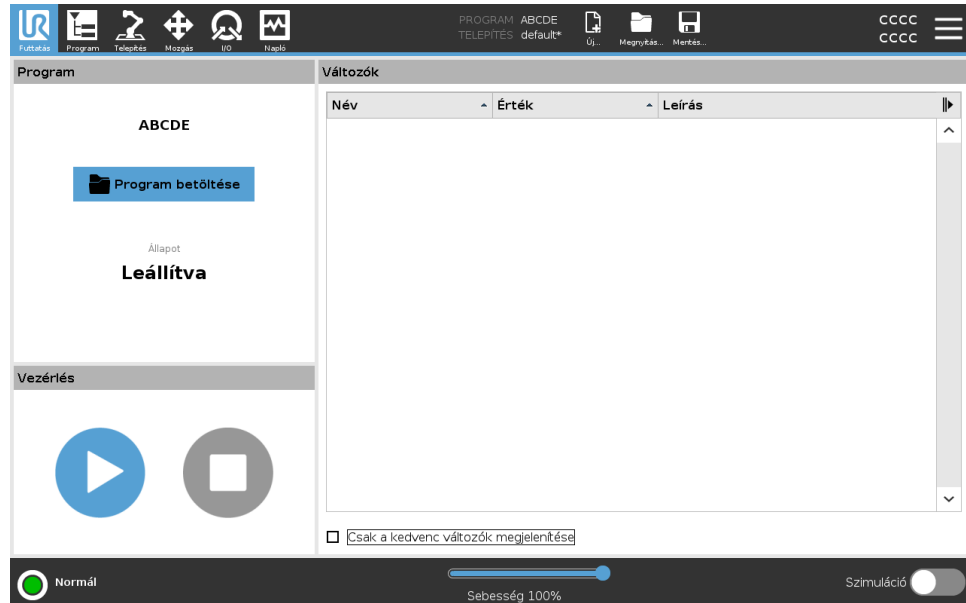 PROGRAM ABCDE
TELEPÍTÉS default*
CCCC
CCCC
Futtatás Program Telepítés Mozgás I/O Napló Új... Megnyitás... Mentés...
Program
Változók
Név Érték Leírás
ABCDE
Program betöltése
Állapot
Leállítva
Vezérlés
Csak a kedvenc változók megjelenítése
Normál
Sebesség 100%
Szimuláció